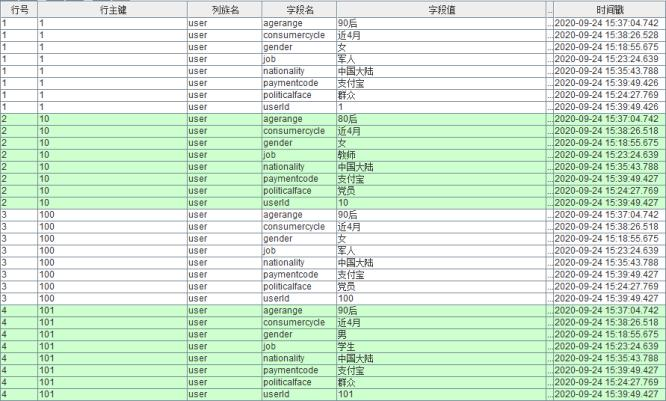 行号 行主键 列族名 字段名 字段值 .. 时间戳
1 1 user agerange 90后 ... 2020-09-24 15:37:04.742
1 1 user consumercycle 近4月 ... 2020-09-24 15:38:26.528
1 1 user gender 女 ... 2020-09-24 15:18:55.675
1 1 user job 军人 ... 2020-09-24 15:23:24.639
1 1 user nationality 中国大陆 ... 2020-09-24 15:35:43.788
1 1 user paymentcode 支付宝 ... 2020-09-24 15:39:49.426
1 1 user politicalface 群众 ... 2020-09-24 15:24:27.769
1 1 user userId 1 ... 2020-09-24 15:39:49.426
2 10 user agerange 80后 ... 2020-09-24 15:37:04.742
2 10 user consumercycle 近4月 ... 2020-09-24 15:38:26.518
2 10 user gender 女 ... 2020-09-24 15:18:55.675
2 10 user job 教师 ... 2020-09-24 15:23:24.639
2 10 user nationality 中国大陆 ... 2020-09-24 15:35:43.788
2 10 user paymentcode 支付宝 ... 2020-09-24 15:39:49.427
2 10 user politicalface 党员 ... 2020-09-24 15:24:27.769
2 10 user userId 10 ... 2020-09-24 15:39:49.427
3 100 user agerange 90后 ... 2020-09-24 15:37:04.742
3 100 user consumercycle 近4月 ... 2020-09-24 15:38:26.518
3 100 user gender 女 ... 2020-09-24 15:18:55.675
3 100 user job 军人 ... 2020-09-24 15:23:24.639
3 100 user nationality 中国大陆 ... 2020-09-24 15:35:43.788
3 100 user paymentcode 支付宝 ... 2020-09-24 15:39:49.427
3 100 user politicalface 党员 ... 2020-09-24 15:24:27.769
3 100 user userId 100 ... 2020-09-24 15:39:49.427
4 101 user agerange 90后 ... 2020-09-24 15:37:04.742
4 101 user consumercycle 近4月 ... 2020-09-24 15:38:26.518
4 101 user gender 男 ... 2020-09-24 15:18:55.675
4 101 user job 学生 ... 2020-09-24 15:23:24.639
4 101 user nationality 中国大陆 ... 2020-09-24 15:35:43.788
4 101 user paymentcode 支付宝 ... 2020-09-24 15:39:49.427
4 101 user politicalface 群众 ... 2020-09-24 15:24:27.769
4 101 user userId 101 ... 2020-09-24 15:39:49.427